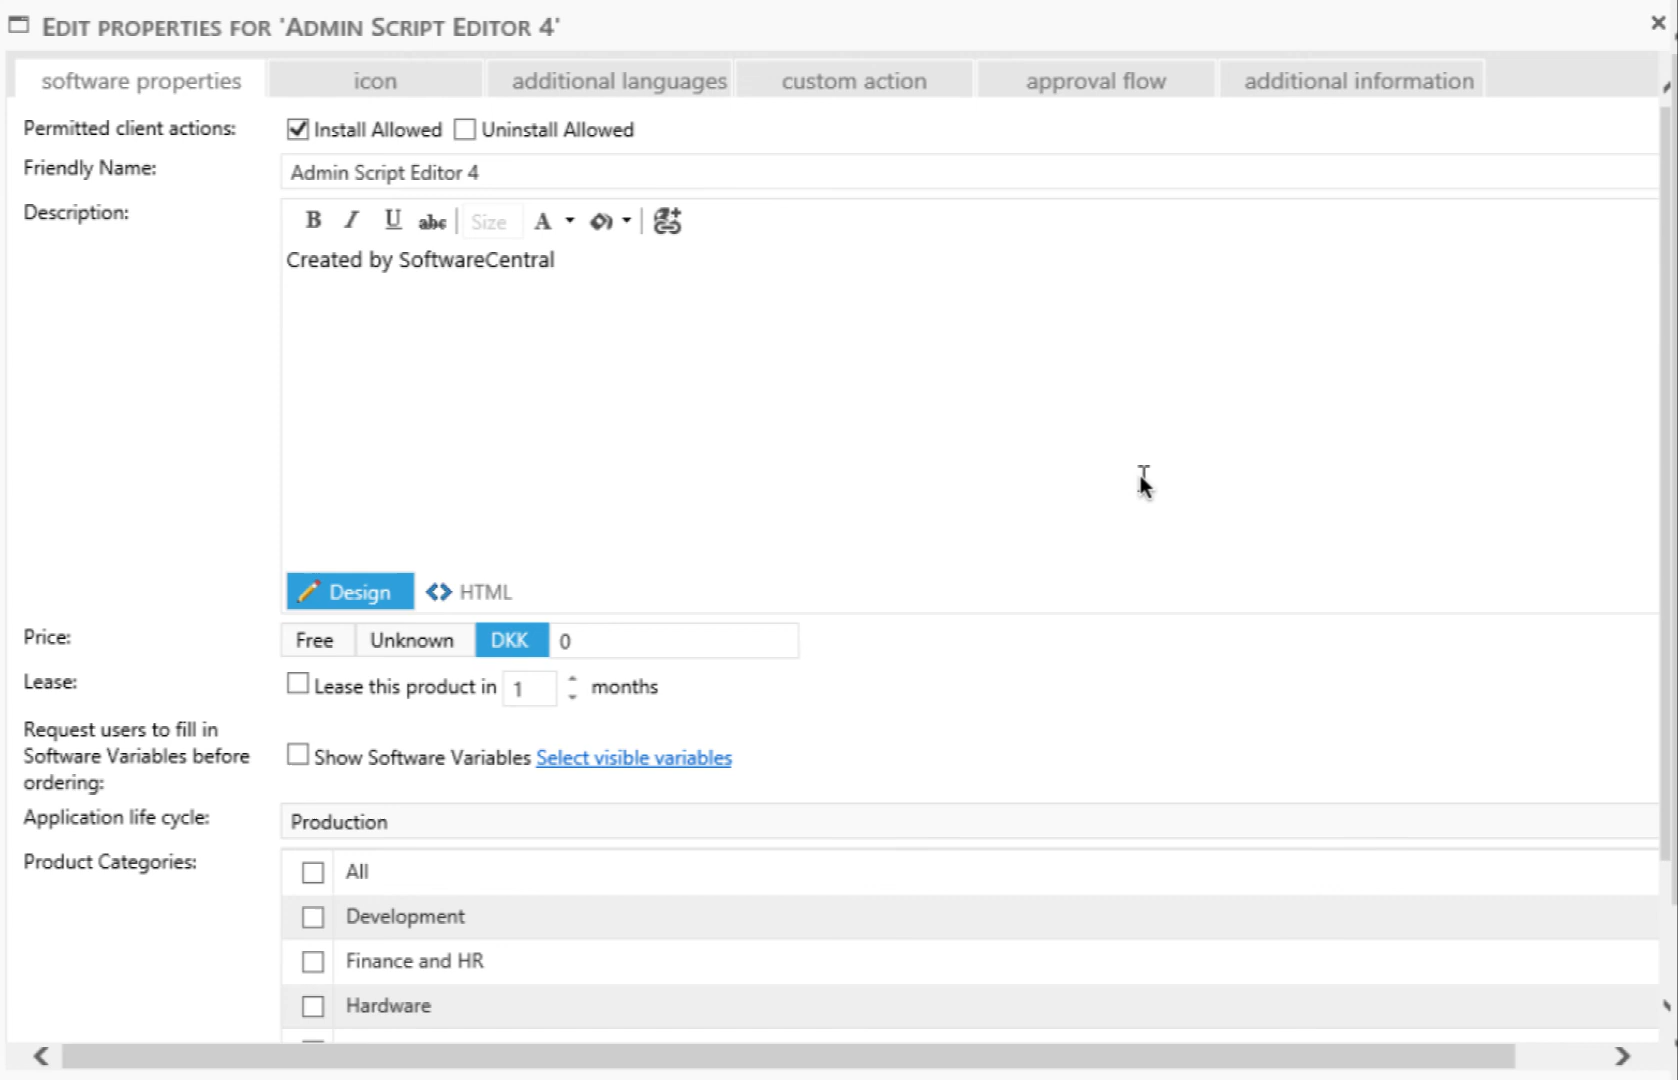 EDIT PROPERTIES FOR 'ADMIN SCRIPT EDITOR 4'
software properties icon additional languages custom action approval flow additional information
Permitted client actions: Install Allowed Uninstall Allowed
Friendly Name: Admin Script Editor 4
Description: B I U abc Size A
Created by SoftwareCentral
Design HTML
Price: Free Unknown DKK 0
Lease: Lease this product in 1 months
Request users to fill in
Software Variables before
ordering:
Show Software Variables Select visible variables
Application life cycle: Production
Product Categories: All
Development
Finance and HR
Hardware